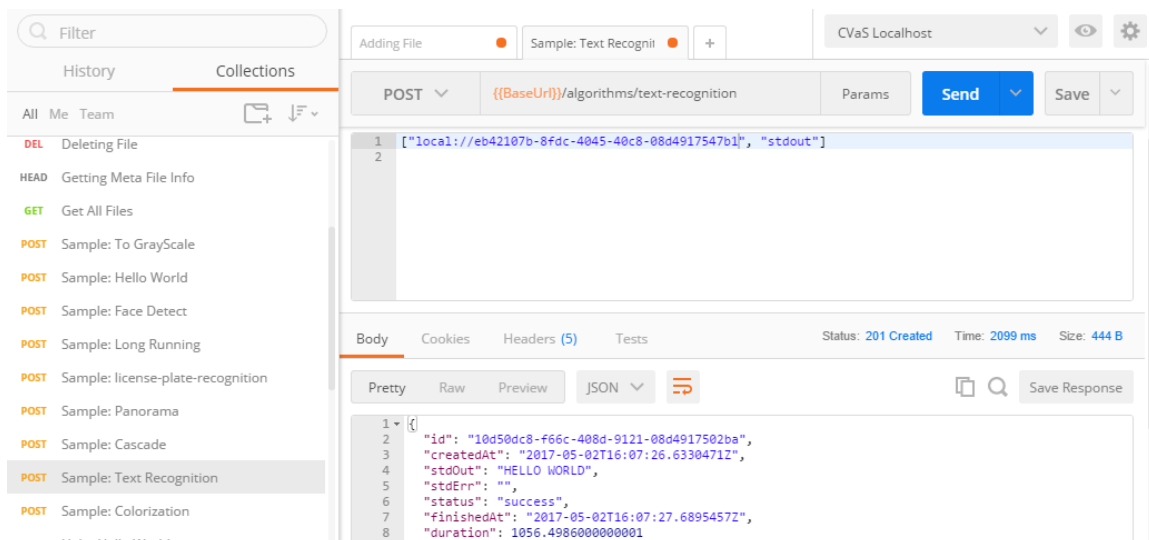 Filter
History Collections
All Me Team
DEL Deleting File
HEAD Getting Meta File Info
GET Get All Files
POST Sample: To GrayScale
POST Sample: Hello World
POST Sample: Face Detect
POST Sample: Long Running
POST Sample: license-plate-recognition
POST Sample: Panorama
POST Sample: Cascade
POST Sample: Text Recognition
POST Sample: Colorization
Adding File Sample: Text Recognit +
CVaS Localhost
POST {{BaseUrl}}/algorithms/text-recognition Params Send Save
1 ["local://eb42107b-8fdc-4045-40c8-08d4917547b1", "stdout"]
2
Body Cookies Headers (5) Tests Status: 201 Created Time: 2099 ms Size: 444 B
Pretty Raw Preview JSON Save Response
1 {
2 "id": "10d50dc8-f66c-408d-9121-08d4917502ba",
3 "createdAt": "2017-05-02T16:07:26.6330471Z",
4 "stdOut": "HELLO WORLD",
5 "stdErr": "",
6 "status": "success",
7 "finishedAt": "2017-05-02T16:07:27.6895457Z",
8 "duration": 1056.4986000000001